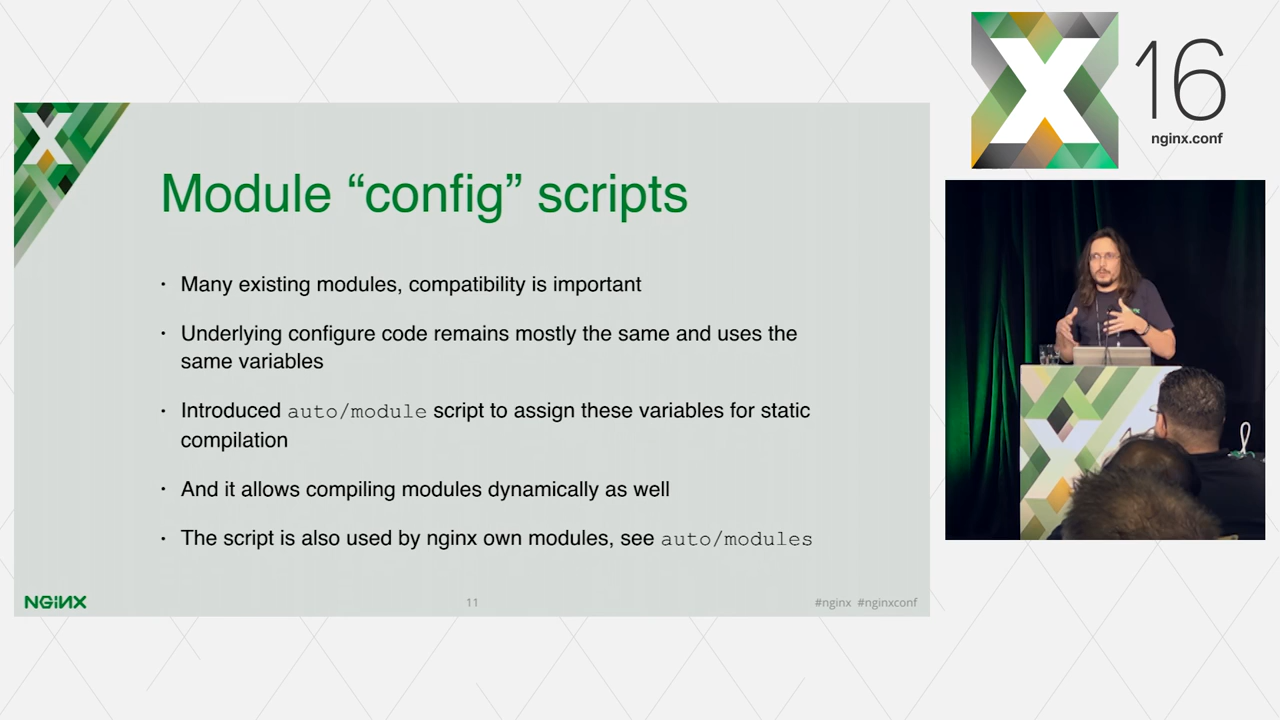 X
16
nginx.conf
X
Module “config” scripts
• Many existing modules, compatibility is important
• Underlying configure code remains mostly the same and uses the
same variables
• Introduced auto/module script to assign these variables for static
compilation
• And it allows compiling modules dynamically as well
• The script is also used by nginx own modules, see auto/modules
NGINX
11
#nginx #nginxconf